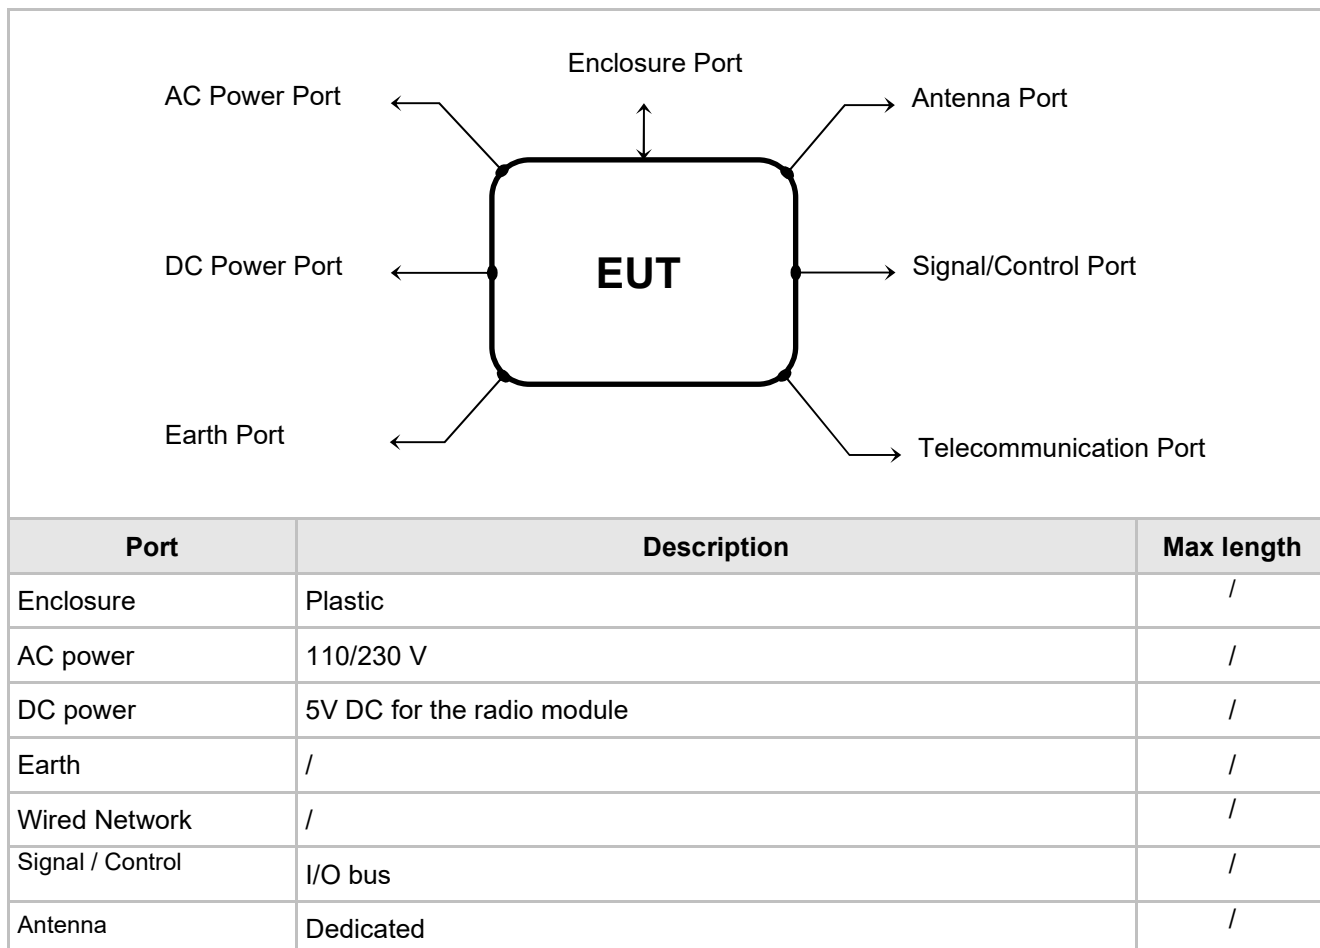 Enclosure Port
AC Power Port
Antenna Port
DC Power Port
EUT
Signal/Control Port
Earth Port
Telecommunication Port
Port Description Max length
Enclosure Plastic /
AC power 110/230 V /
DC power 5V DC for the radio module /
Earth / /
Wired Network / /
Signal / Control I/O bus /
Antenna Dedicated /